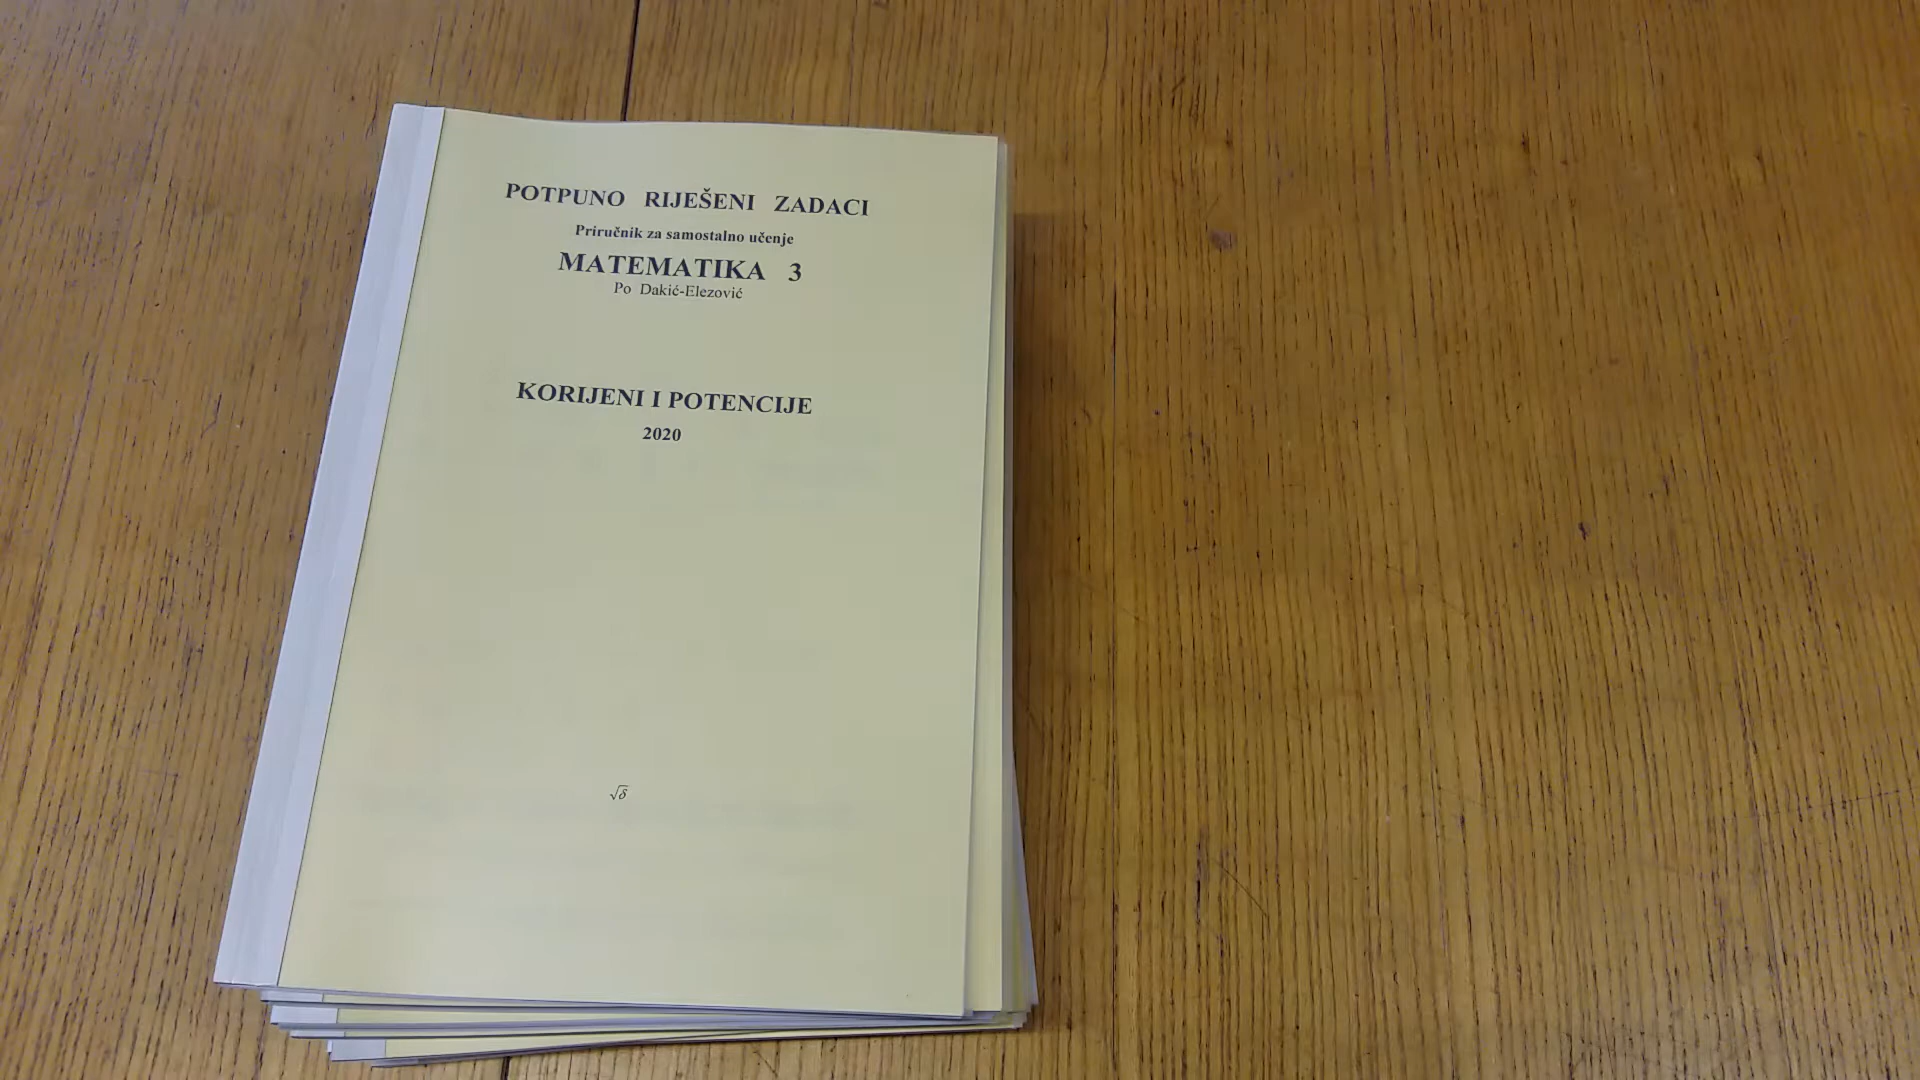 POTPUNO RIJEŠENI ZADACI
Priručnik za samostalno učenje
MATEMATIKA 3
Po Dakić-Elezović
KORIJENI I POTENCIJE
2020
√δ